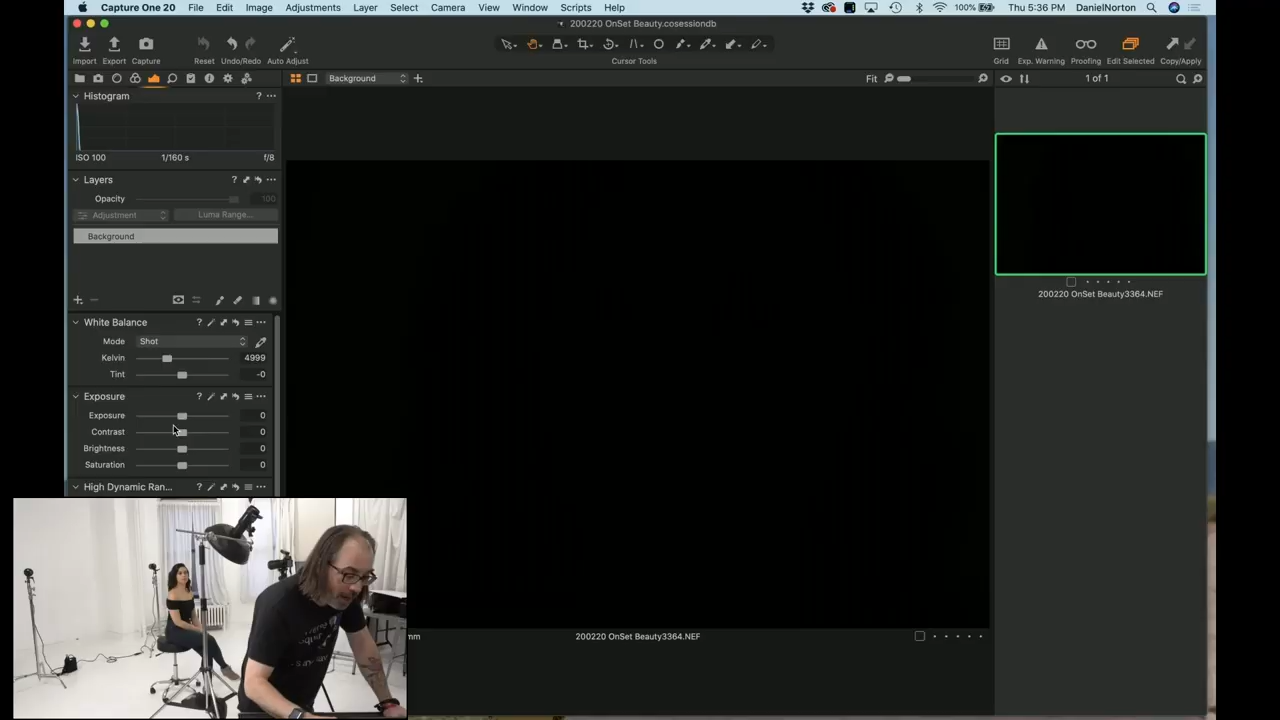 Capture One 20 File Edit Image Adjustments Layer Select Camera View Window Scripts Help 100% Thu 5:36 PM DanielNorton
200220 OnSet Beauty.cosessiondb
Import Export Capture Reset Undo/Redo Auto Adjust Cursor Tools Grid Exp. Warning Proofing Edit Selected Copy/Apply
Background Fit 1 of 1
Histogram ?
ISO 100 1/160 s f/8
Layers ?
Opacity 100
Adjustment Luma Range...
Background
200220 OnSet Beauty3364.NEF
White Balance ?
Mode Shot
Kelvin 4999
Tint -0
Exposure ?
Exposure 0
Contrast 0
Brightness 0
Saturation 0
High Dynamic Ran... ?
mm 200220 OnSet Beauty3364.NEF